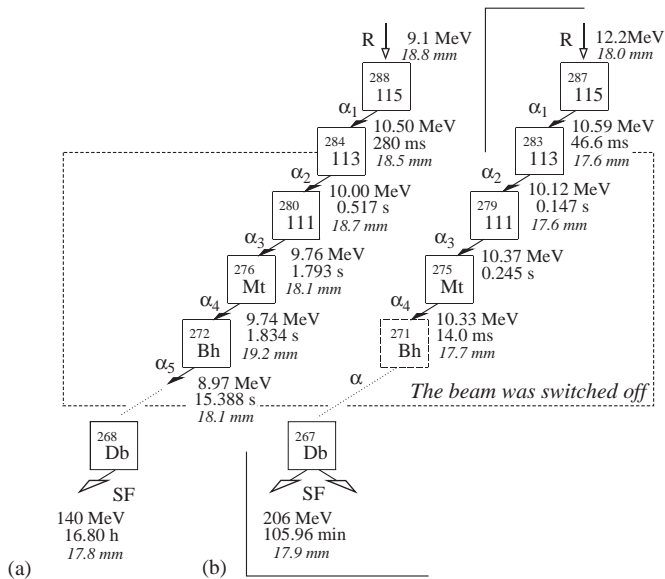 R 9.1 MeV
18.8 mm
288
115
α1 10.50 MeV
280 ms
18.5 mm
284
113
α2 10.00 MeV
0.517 s
18.7 mm
280
111
α3 9.76 MeV
1.793 s
18.1 mm
276
Mt
α4 9.74 MeV
1.834 s
19.2 mm
272
Bh
α5 8.97 MeV
15.388 s
18.1 mm
268
Db
SF
140 MeV
16.80 h
17.8 mm
(a)
R 12.2MeV
18.0 mm
287
115
α1 10.59 MeV
46.6 ms
17.6 mm
283
113
α2 10.12 MeV
0.147 s
17.6 mm
279
111
α3 10.37 MeV
0.245 s
275
Mt
α4 10.33 MeV
14.0 ms
17.7 mm
271
Bh
α
The beam was switched off
267
Db
SF
206 MeV
105.96 min
17.9 mm
(b)